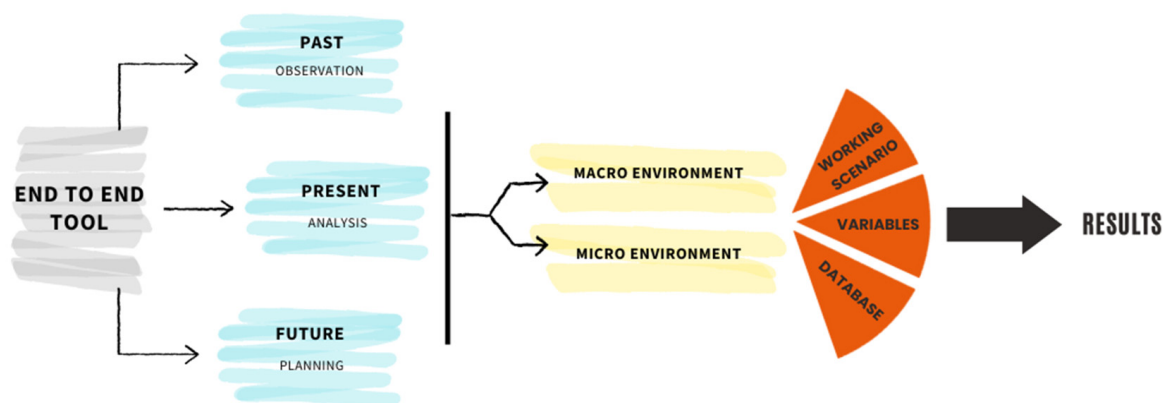 END TO END
TOOL
PAST
OBSERVATION
PRESENT
ANALYSIS
FUTURE
PLANNING
MACRO ENVIRONMENT
MICRO ENVIRONMENT
WORKING
SCENARIO
VARIABLES
DATABASE
RESULTS